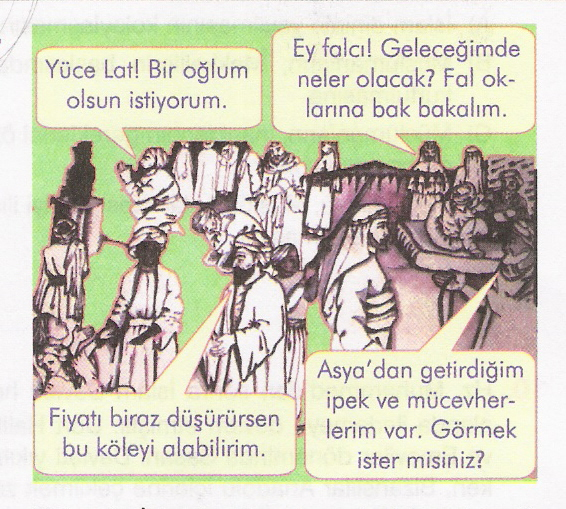 Yüce Lat! Bir oğlum
olsun istiyorum.
Ey falcı! Geleceğimde
neler olacak? Fal ok-
larına bak bakalım.
Fiyatı biraz düşürürsen
bu köleyi alabilirim.
Asya’dan getirdiğim
ipek ve mücevher-
lerim var. Görmek
ister misiniz?